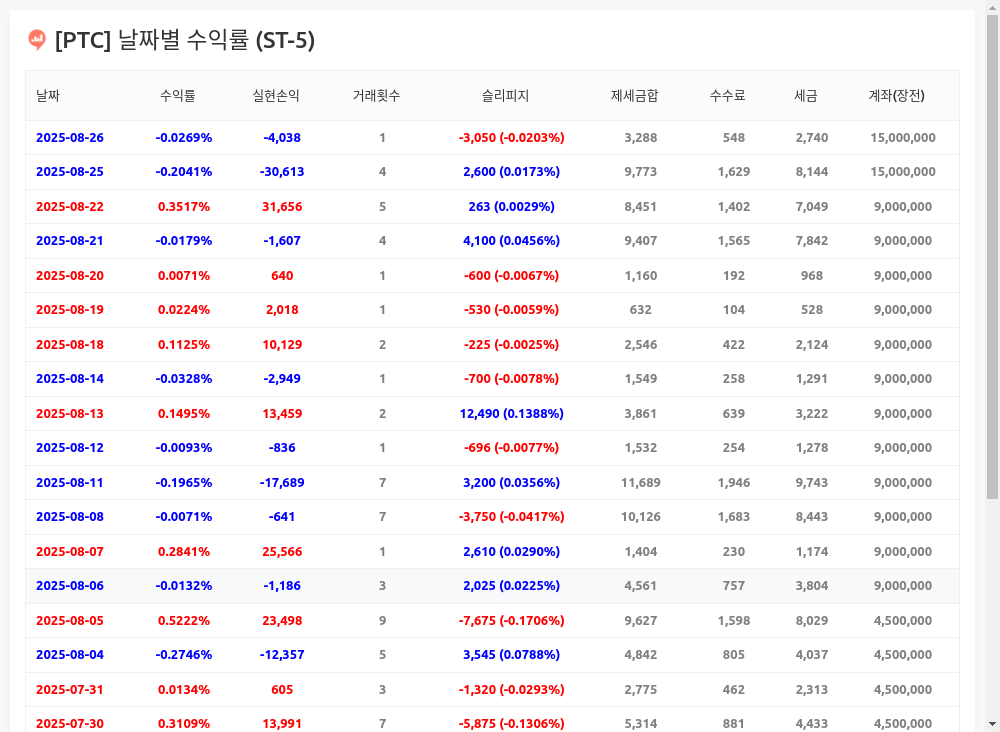 [PTC] 날짜별 수익률 (ST-5)
날짜 수익률 실현손익 거래횟수 슬리피지 제세금합 수수료 세금 계좌(장전)
2025-08-26 -0.0269% -4,038 1 -3,050 (-0.0203%) 3,288 548 2,740 15,000,000
2025-08-25 -0.2041% -30,613 4 2,600 (0.0173%) 9,773 1,629 8,144 15,000,000
2025-08-22 0.3517% 31,656 5 263 (0.0029%) 8,451 1,402 7,049 9,000,000
2025-08-21 -0.0179% -1,607 4 4,100 (0.0456%) 9,407 1,565 7,842 9,000,000
2025-08-20 0.0071% 640 1 -600 (-0.0067%) 1,160 192 968 9,000,000
2025-08-19 0.0224% 2,018 1 -530 (-0.0059%) 632 104 528 9,000,000
2025-08-18 0.1125% 10,129 2 -225 (-0.0025%) 2,546 422 2,124 9,000,000
2025-08-14 -0.0328% -2,949 1 -700 (-0.0078%) 1,549 258 1,291 9,000,000
2025-08-13 0.1495% 13,459 2 12,490 (0.1388%) 3,861 639 3,222 9,000,000
2025-08-12 -0.0093% -836 1 -696 (-0.0077%) 1,532 254 1,278 9,000,000
2025-08-11 -0.1965% -17,689 7 3,200 (0.0356%) 11,689 1,946 9,743 9,000,000
2025-08-08 -0.0071% -641 7 -3,750 (-0.0417%) 10,126 1,683 8,443 9,000,000
2025-08-07 0.2841% 25,566 1 2,610 (0.0290%) 1,404 230 1,174 9,000,000
2025-08-06 -0.0132% -1,186 3 2,025 (0.0225%) 4,561 757 3,804 9,000,000
2025-08-05 0.5222% 23,498 9 -7,675 (-0.1706%) 9,627 1,598 8,029 4,500,000
2025-08-04 -0.2746% -12,357 5 3,545 (0.0788%) 4,842 805 4,037 4,500,000
2025-07-31 0.0134% 605 3 -1,320 (-0.0293%) 2,775 462 2,313 4,500,000
2025-07-30 0.3109% 13,991 7 -5,875 (-0.1306%) 5,314 881 4,433 4,500,000